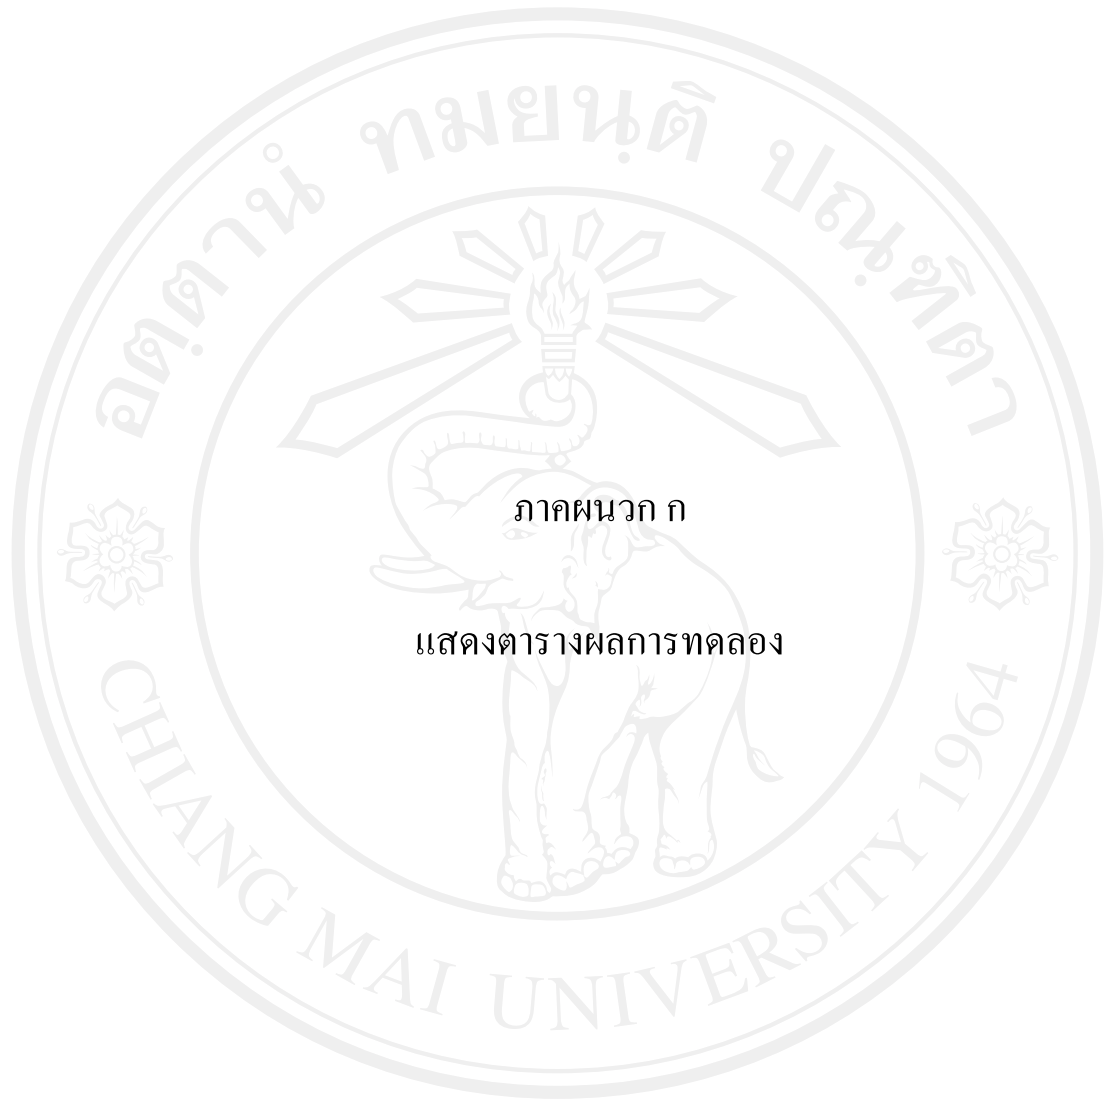 อตฺตานํ ทมยนฺติ ปณฺฑิตา
ภาคผนวก ก
แสดงตารางผลการทดลอง
CHIANG MAI UNIVERSITY 1964